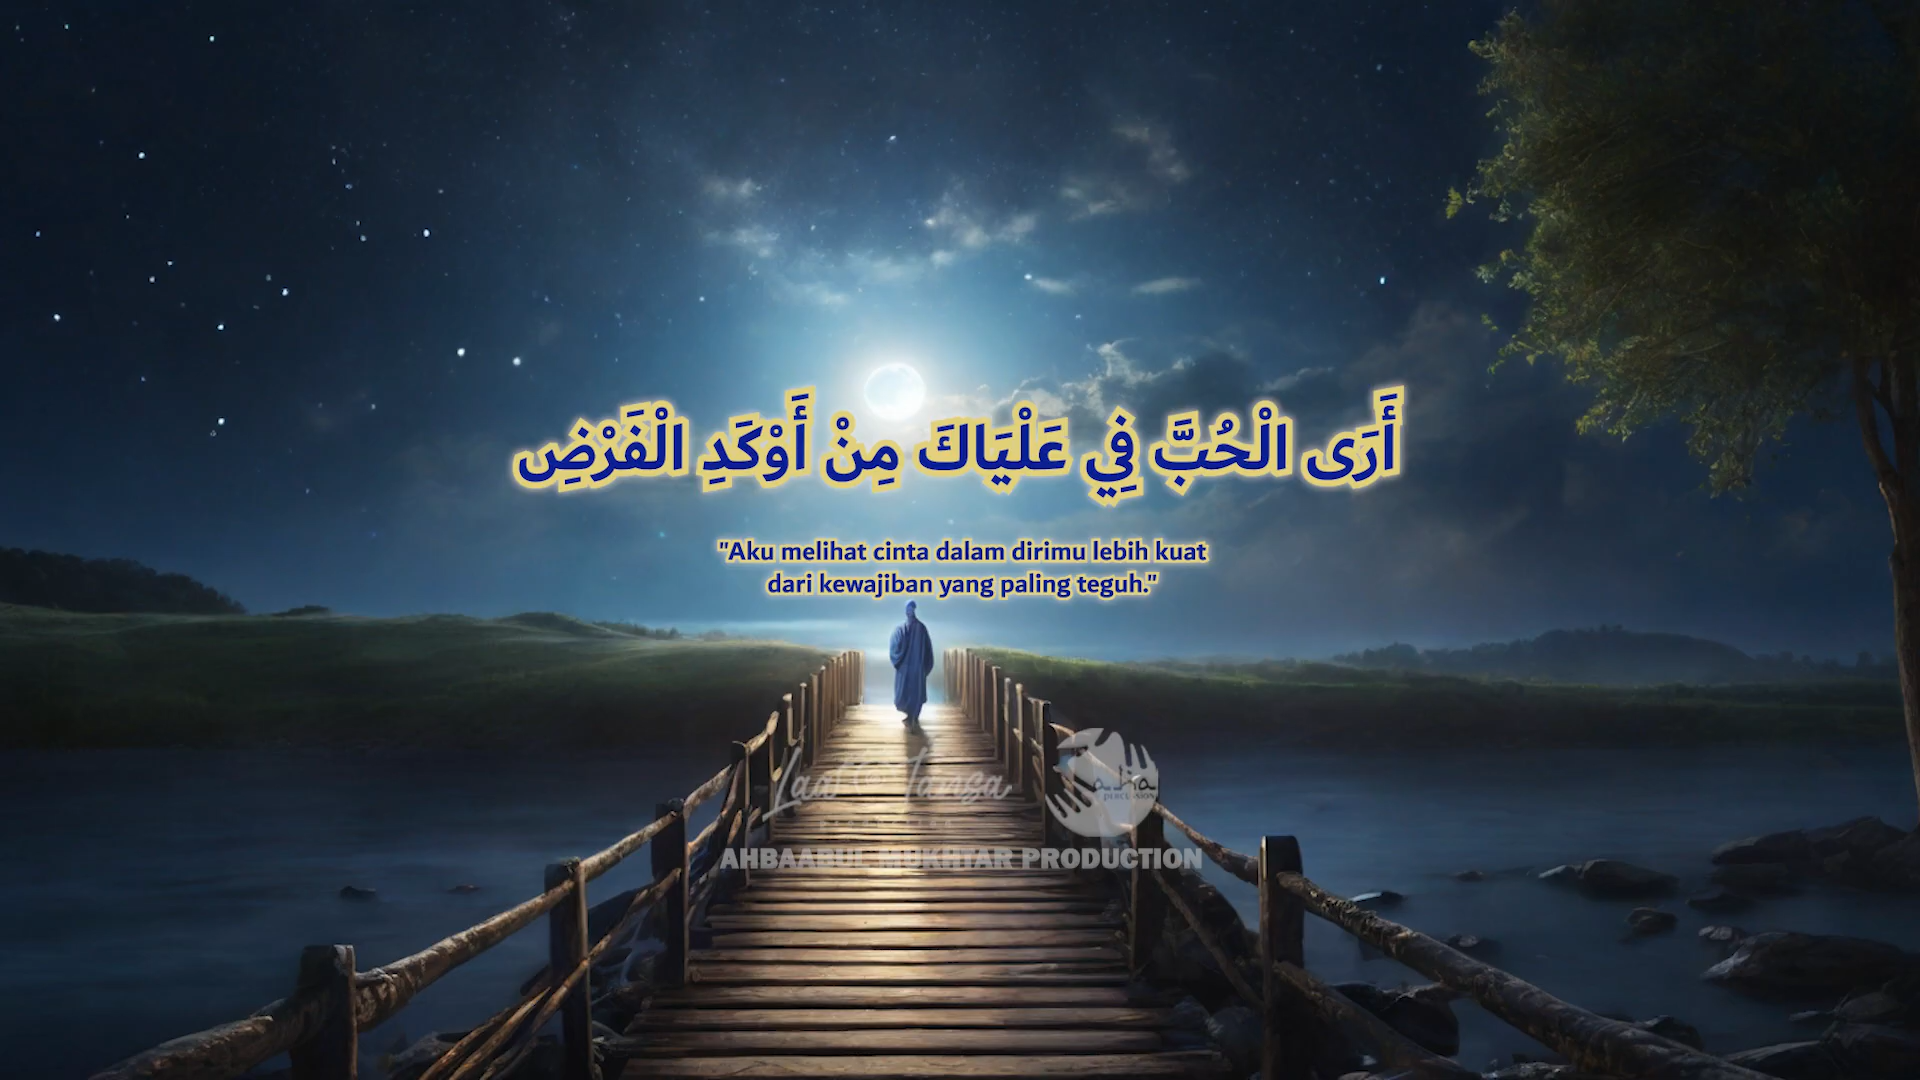 أَرَى الْحُبَّ فِي عَلْيَاكَ مِنْ أَوْكَدِ الْفَرْضِ
"Aku melihat cinta dalam dirimu lebih kuat
dari kewajiban yang paling teguh."
AHBAABUL MUKHTAR PRODUCTION